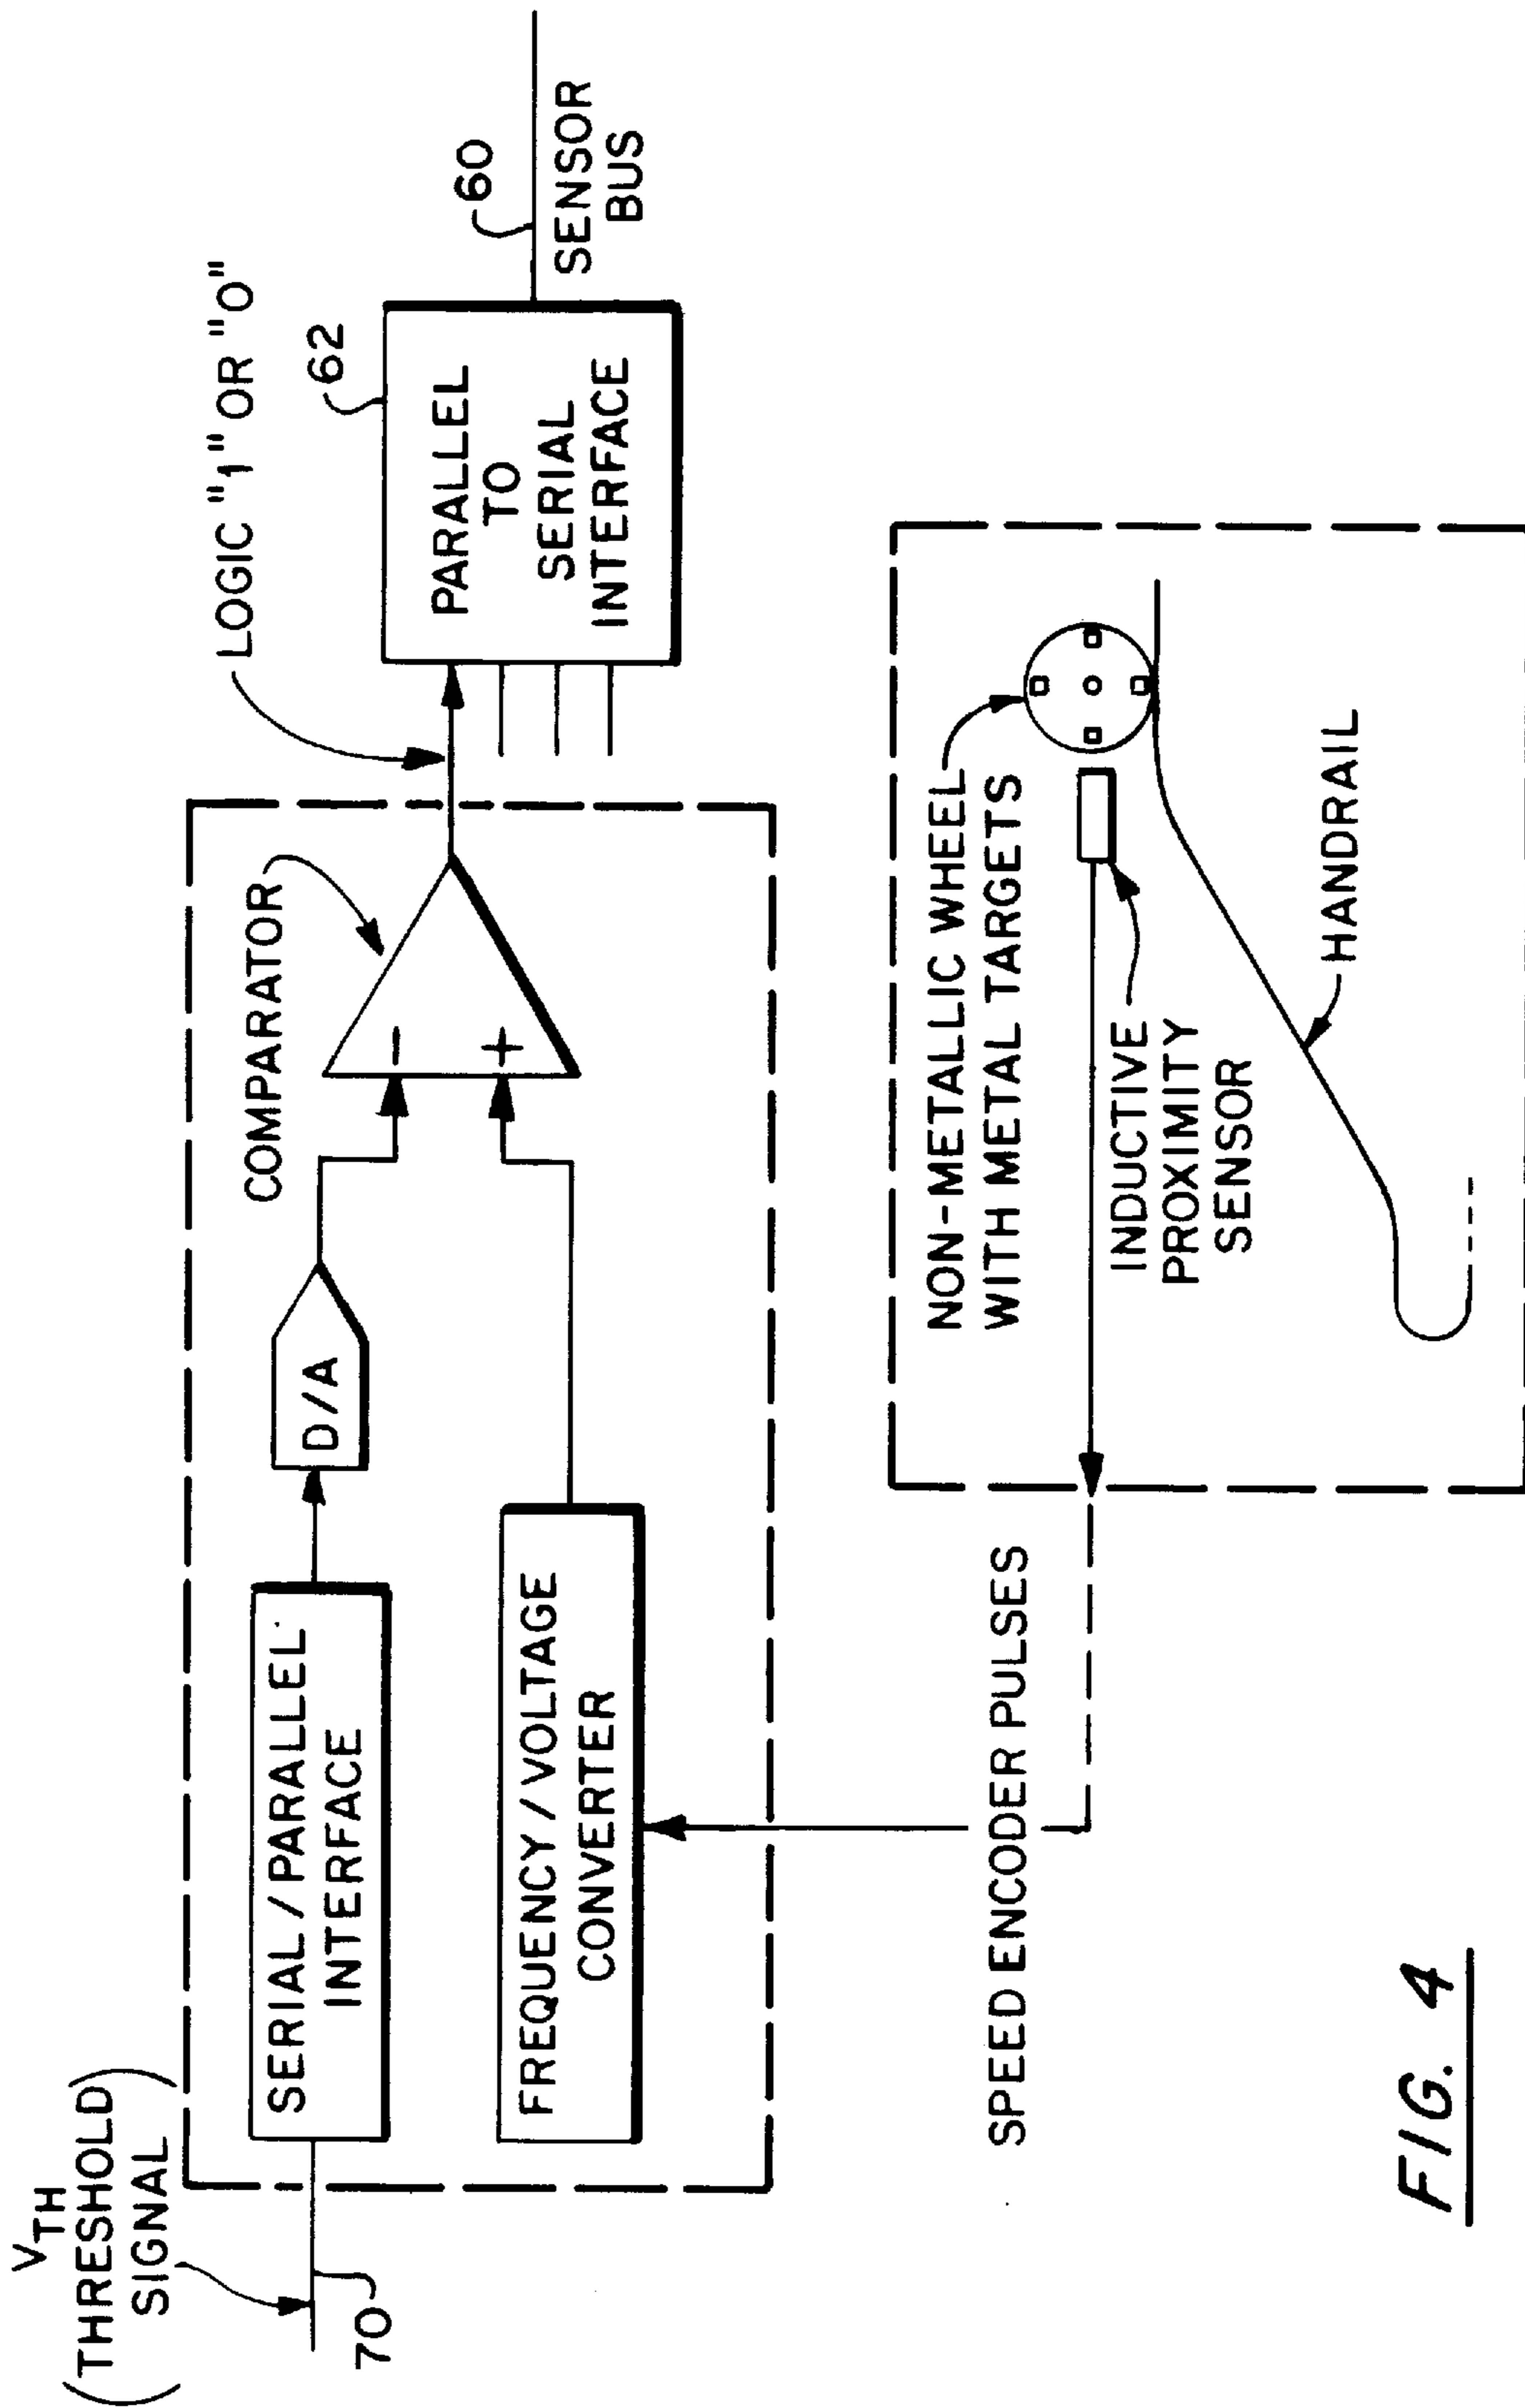 V TH
(THRESHOLD)
SIGNAL
70
SERIAL/PARALLEL
INTERFACE
D/A
FREQUENCY/VOLTAGE
CONVERTER
COMPARATOR
−
+
LOGIC "1" OR "0"
62
PARALLEL
TO
SERIAL
INTERFACE
60
SENSOR
BUS
SPEED ENCODER PULSES
NON-METALLIC WHEEL
WITH METAL TARGETS
INDUCTIVE
PROXIMITY
SENSOR
HANDRAIL
FIG. 4